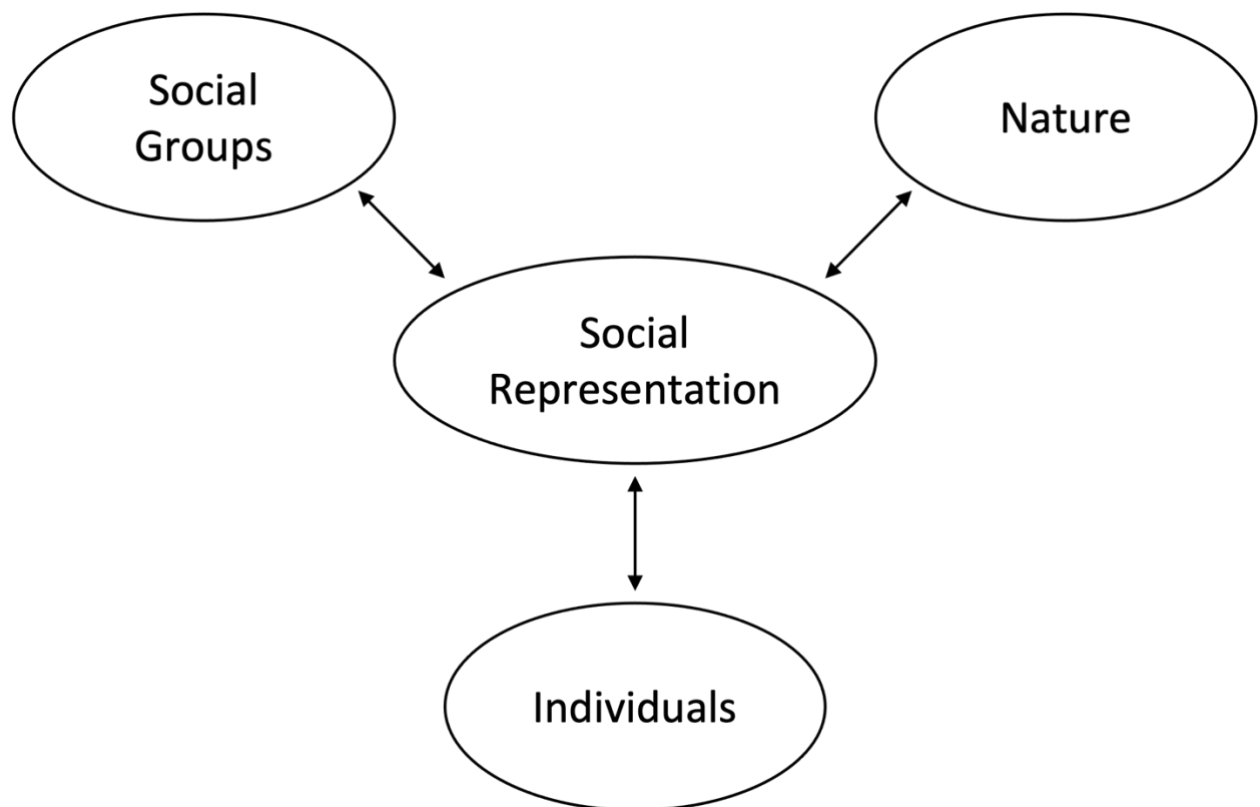 Social
Groups
Nature
Social
Representation
Individuals